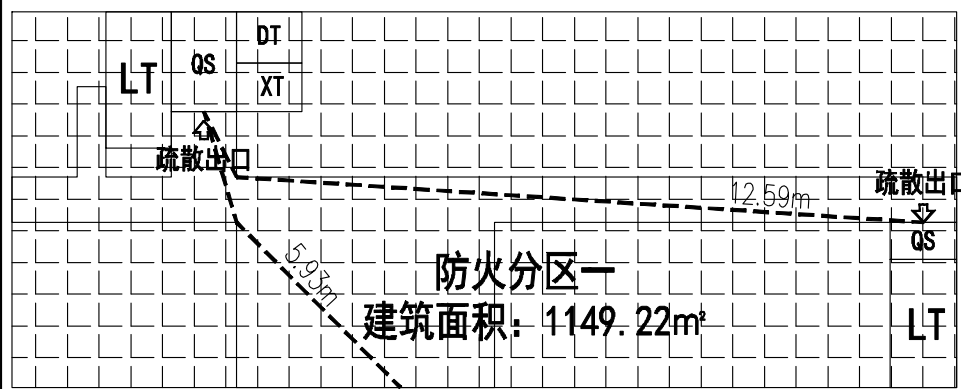 DT
LT
QS
XT
疏散出口
疏散出口
12.59m
QS
5.93m
防火分区一
建筑面积: 1149.22m²
LT